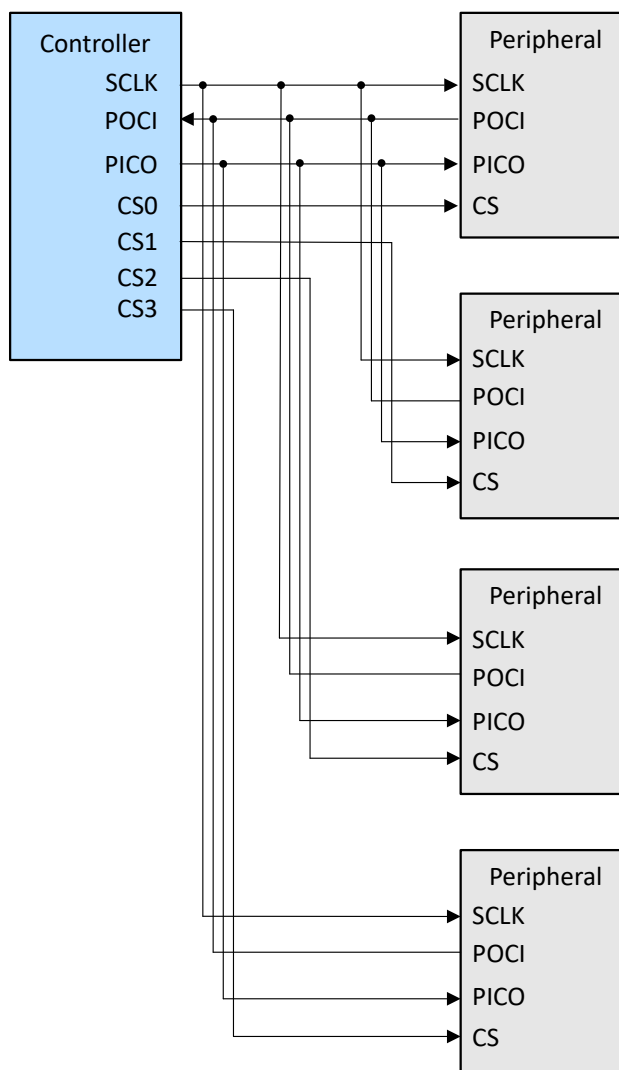 Controller
SCLK
POCI
PICO
CS0
CS1
CS2
CS3
Peripheral
SCLK
POCI
PICO
CS
Peripheral
SCLK
POCI
PICO
CS
Peripheral
SCLK
POCI
PICO
CS
Peripheral
SCLK
POCI
PICO
CS